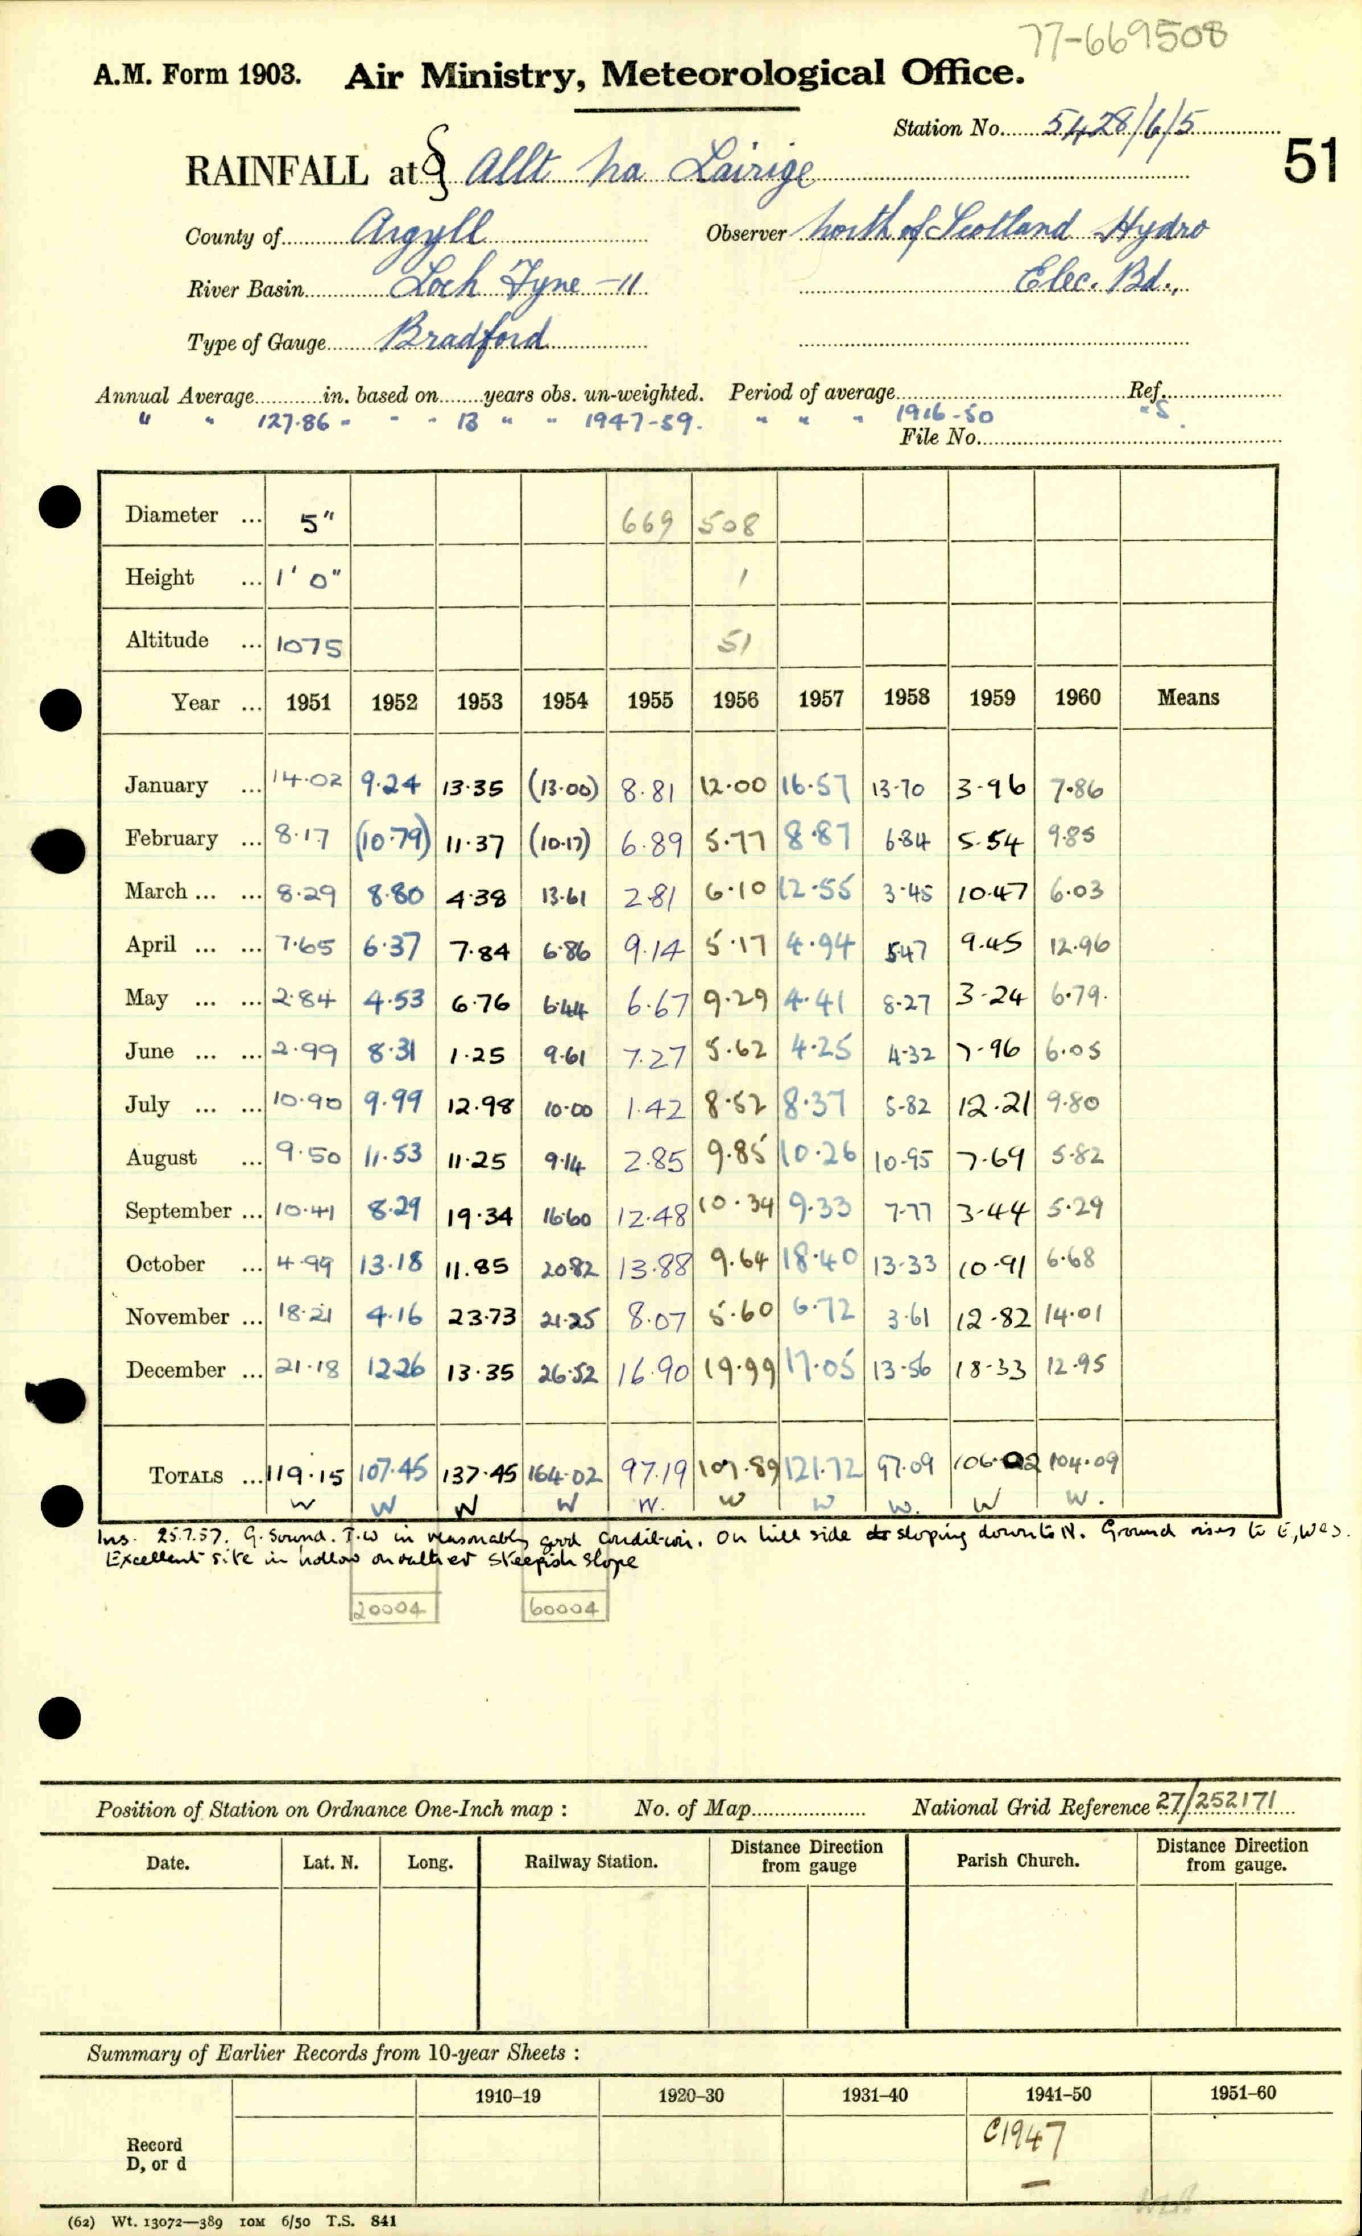 77-669508
A.M. Form 1903. Air Ministry, Meteorological Office.
Station No. 5428/6/5
51
RAINFALL at § Allt na Lairige
County of Argyll Observer North of Scotland Hydro
River Basin Loch Fyne -11 Elec. Bd.,
Type of Gauge Bradford
Annual Average in. based on years obs. un-weighted. Period of average Ref.
" " 127.86 " " " 13 " " 1947-59. " " " 1916-50 "S.
File No.
Diameter ... 5" 669 508
Height ... 1' 0" 1
Altitude ... 1075 51
Year ... 1951 1952 1953 1954 1955 1956 1957 1958 1959 1960 Means
January ... 14.02 9.24 13.35 (13.00) 8.81 12.00 16.57 13.70 3.96 7.86
February ... 8.17 (10.79) 11.37 (10.17) 6.89 5.77 8.87 6.84 5.54 9.85
March ... ... 8.29 8.80 4.38 13.61 2.81 6.10 12.55 3.45 10.47 6.03
April ... ... 7.65 6.37 7.84 6.86 9.14 5.17 4.94 5.47 9.45 12.96
May ... ... 2.84 4.53 6.76 6.44 6.67 9.29 4.41 8.27 3.24 6.79.
June ... ... 2.99 8.31 1.25 9.61 7.27 5.62 4.25 4.32 7.96 6.05
July ... ... 10.90 9.99 12.98 10.00 1.42 8.52 8.37 5.82 12.21 9.80
August ... 9.50 11.53 11.25 9.14 2.85 9.85 10.26 10.95 7.69 5.82
September ... 10.41 8.29 19.34 16.60 12.48 10.34 9.33 7.77 3.44 5.29
October ... 4.99 13.18 11.85 20.82 13.88 9.64 18.40 13.33 10.91 6.68
November ... 18.21 4.16 23.73 21.25 8.07 5.60 6.72 3.61 12.82 14.01
December ... 21.18 12.26 13.35 26.52 16.90 19.99 17.05 13.56 18.33 12.95
TOTALS ... 119.15 107.45 137.45 164.02 97.19 107.89 121.72 97.09 106.02 104.09
W W W W W. W W W. W W.
Ins. 25.7.57. G. Sound. I.W in reasonably good condition. On hill side sloping down to N. Ground rises to E, W & S.
Excellent site in hollow on rather steepish slope
20004 60004
Position of Station on Ordnance One-Inch map : No. of Map National Grid Reference 27/252171
Date. Lat. N. Long. Railway Station. Distance from Direction gauge Parish Church. Distance from Direction gauge.
Summary of Earlier Records from 10-year Sheets :
1910–19 1920–30 1931–40 1941–50 1951–60
Record C1947
D, or d —
(62) Wt. 13072—389 10M 6/50 T.S. 841